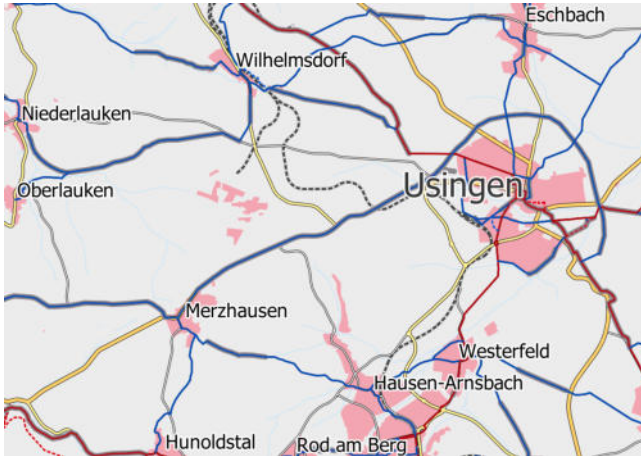 Eschbach
Wilhelmsdorf
Niederlauken
Oberlauken
Usingen
Merzhausen
Westerfeld
Hausen-Arnsbach
Hunoldstal
Rod am Berg